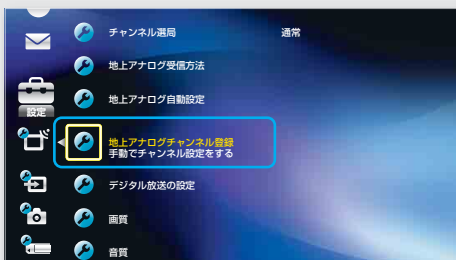 チャンネル選局 通常
地上アナログ受信方法
地上アナログ自動設定
設定
地上アナログチャンネル登録
手動でチャンネル設定をする
デジタル放送の設定
画質
音質